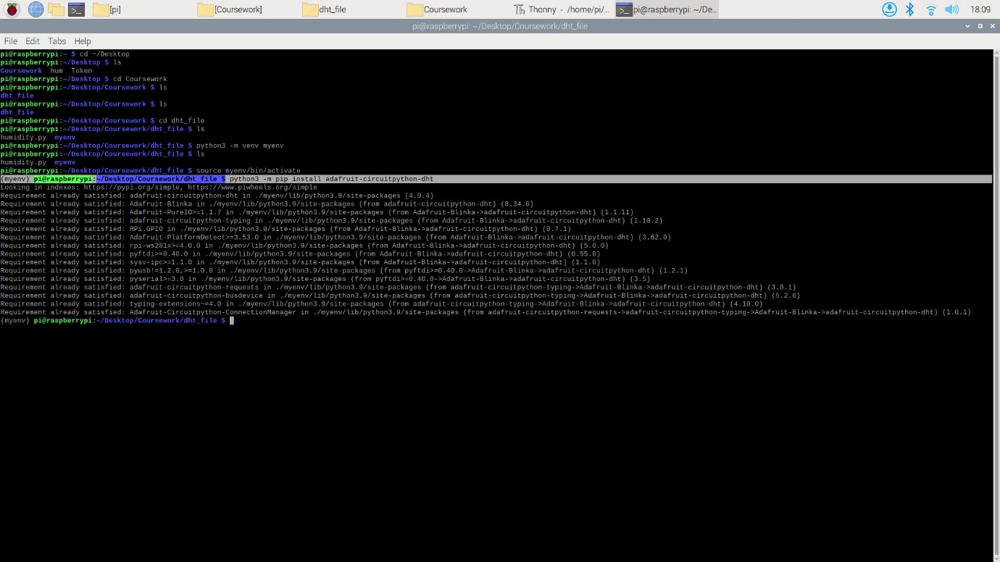 [pi] [Coursework] dht_file Coursework Thonny - /home/pi/... pi@raspberrypi: ~/De... 18:09
pi@raspberrypi: ~/Desktop/Coursework/dht_file
File Edit Tabs Help
pi@raspberrypi:~ $ cd ~/Desktop
pi@raspberrypi:~/Desktop $ ls
Coursework  hum  Token
pi@raspberrypi:~/Desktop $ cd Coursework
pi@raspberrypi:~/Desktop/Coursework $ ls
dht_file
pi@raspberrypi:~/Desktop/Coursework $ ls
dht_file
pi@raspberrypi:~/Desktop/Coursework $ cd dht_file
pi@raspberrypi:~/Desktop/Coursework/dht_file $ ls
humidity.py  myenv
pi@raspberrypi:~/Desktop/Coursework/dht_file $ python3 -m venv myenv
pi@raspberrypi:~/Desktop/Coursework/dht_file $ ls
humidity.py  myenv
pi@raspberrypi:~/Desktop/Coursework/dht_file $ source myenv/bin/activate
(myenv) pi@raspberrypi:~/Desktop/Coursework/dht_file $ python3 -m pip install adafruit-circuitpython-dht
Looking in indexes: https://pypi.org/simple, https://www.piwheels.org/simple
Requirement already satisfied: adafruit-circuitpython-dht in ./myenv/lib/python3.9/site-packages (4.0.4)
Requirement already satisfied: Adafruit-Blinka in ./myenv/lib/python3.9/site-packages (from adafruit-circuitpython-dht) (8.34.0)
Requirement already satisfied: Adafruit-PureIO>=1.1.7 in ./myenv/lib/python3.9/site-packages (from Adafruit-Blinka->adafruit-circuitpython-dht) (1.1.11)
Requirement already satisfied: adafruit-circuitpython-typing in ./myenv/lib/python3.9/site-packages (from Adafruit-Blinka->adafruit-circuitpython-dht) (1.10.2)
Requirement already satisfied: RPi.GPIO in ./myenv/lib/python3.9/site-packages (from Adafruit-Blinka->adafruit-circuitpython-dht) (0.7.1)
Requirement already satisfied: Adafruit-PlatformDetect>=3.53.0 in ./myenv/lib/python3.9/site-packages (from Adafruit-Blinka->adafruit-circuitpython-dht) (3.62.0)
Requirement already satisfied: rpi-ws281x>=4.0.0 in ./myenv/lib/python3.9/site-packages (from Adafruit-Blinka->adafruit-circuitpython-dht) (5.0.0)
Requirement already satisfied: pyftdi>=0.40.0 in ./myenv/lib/python3.9/site-packages (from Adafruit-Blinka->adafruit-circuitpython-dht) (0.55.0)
Requirement already satisfied: sysv-ipc>=1.1.0 in ./myenv/lib/python3.9/site-packages (from Adafruit-Blinka->adafruit-circuitpython-dht) (1.1.0)
Requirement already satisfied: pyusb!=1.2.0,>=1.0.0 in ./myenv/lib/python3.9/site-packages (from pyftdi>=0.40.0->Adafruit-Blinka->adafruit-circuitpython-dht) (1.2.1)
Requirement already satisfied: pyserial>=3.0 in ./myenv/lib/python3.9/site-packages (from pyftdi>=0.40.0->Adafruit-Blinka->adafruit-circuitpython-dht) (3.5)
Requirement already satisfied: adafruit-circuitpython-requests in ./myenv/lib/python3.9/site-packages (from adafruit-circuitpython-typing->Adafruit-Blinka->adafruit-circuitpython-dht) (3.0.1)
Requirement already satisfied: adafruit-circuitpython-busdevice in ./myenv/lib/python3.9/site-packages (from adafruit-circuitpython-typing->Adafruit-Blinka->adafruit-circuitpython-dht) (5.2.6)
Requirement already satisfied: typing-extensions~=4.0 in ./myenv/lib/python3.9/site-packages (from adafruit-circuitpython-typing->Adafruit-Blinka->adafruit-circuitpython-dht) (4.10.0)
Requirement already satisfied: Adafruit-Circuitpython-ConnectionManager in ./myenv/lib/python3.9/site-packages (from adafruit-circuitpython-requests->adafruit-circuitpython-typing->Adafruit-Blinka->adafruit-circuitpython-dht) (1.0.1)
(myenv) pi@raspberrypi:~/Desktop/Coursework/dht_file $